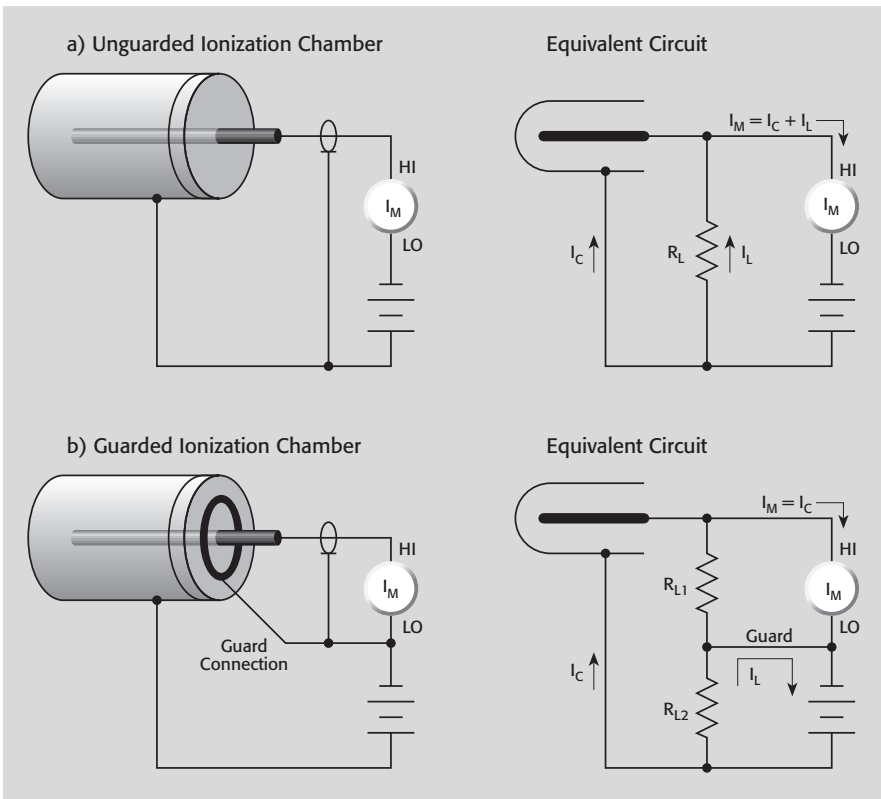 a) Unguarded Ionization Chamber
Equivalent Circuit
HI
I_M
LO
I_M = I_C + I_L
HI
I_M
LO
I_C
R_L
I_L
b) Guarded Ionization Chamber
Equivalent Circuit
HI
I_M
LO
Guard
Connection
I_M = I_C
HI
I_M
LO
R_L1
Guard
I_L
I_C
R_L2